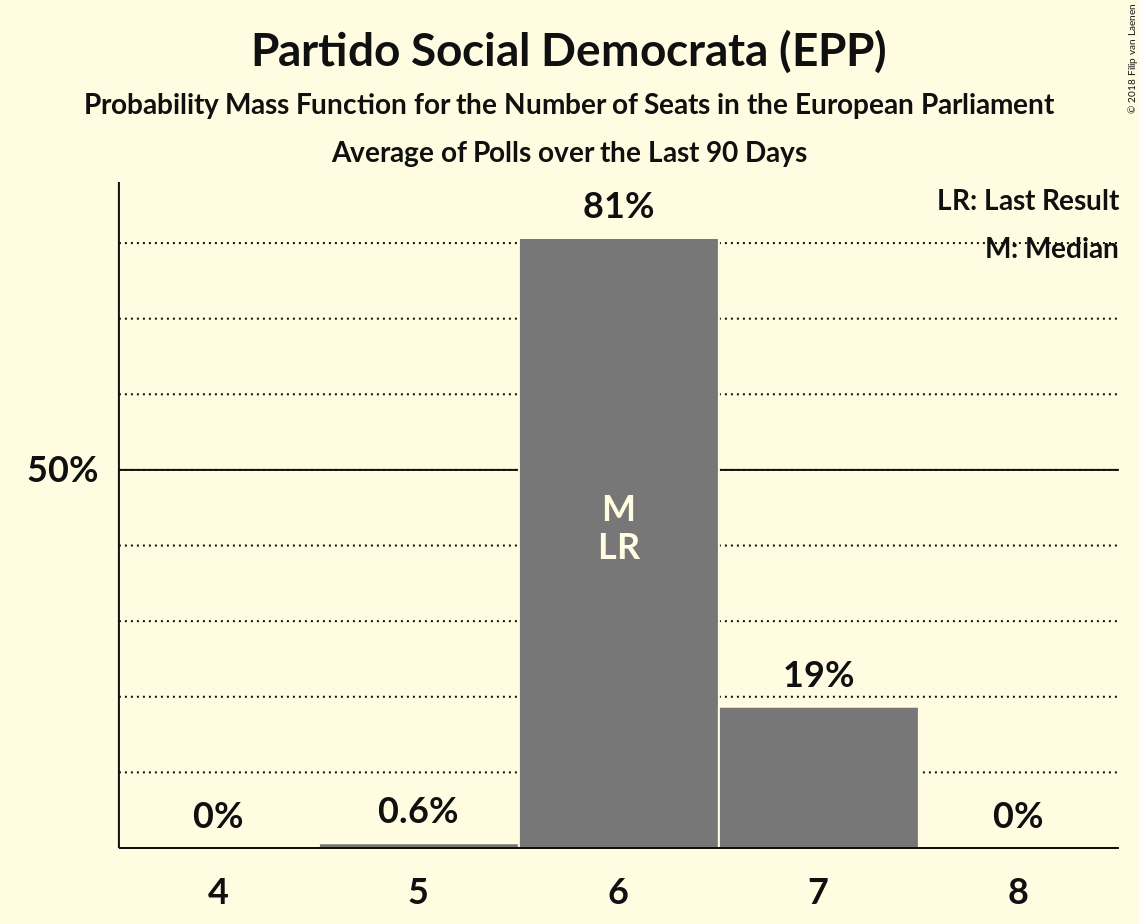 Partido Social Democrata (EPP)
Probability Mass Function for the Number of Seats in the European Parliament
Average of Polls over the Last 90 Days
© 2018 Filip van Laenen
LR: Last Result
M: Median
81%
50%
M
LR
19%
0%
0.6%
0%
4
5
6
7
8